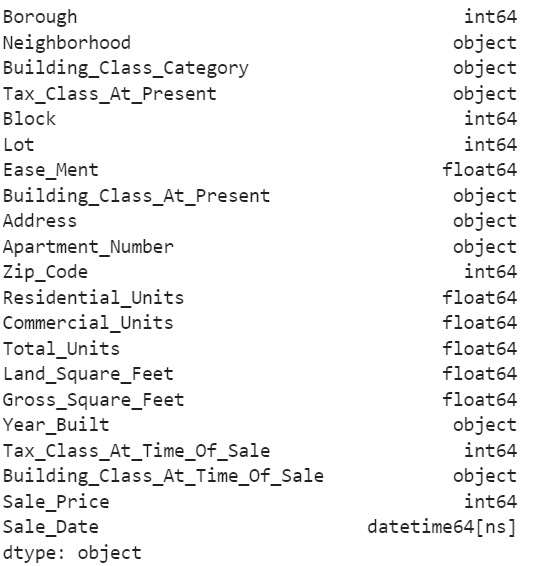 Borough int64
Neighborhood object
Building_Class_Category object
Tax_Class_At_Present object
Block int64
Lot int64
Ease_Ment float64
Building_Class_At_Present object
Address object
Apartment_Number object
Zip_Code int64
Residential_Units float64
Commercial_Units float64
Total_Units float64
Land_Square_Feet float64
Gross_Square_Feet float64
Year_Built object
Tax_Class_At_Time_Of_Sale int64
Building_Class_At_Time_Of_Sale object
Sale_Price int64
Sale_Date datetime64[ns]
dtype: object